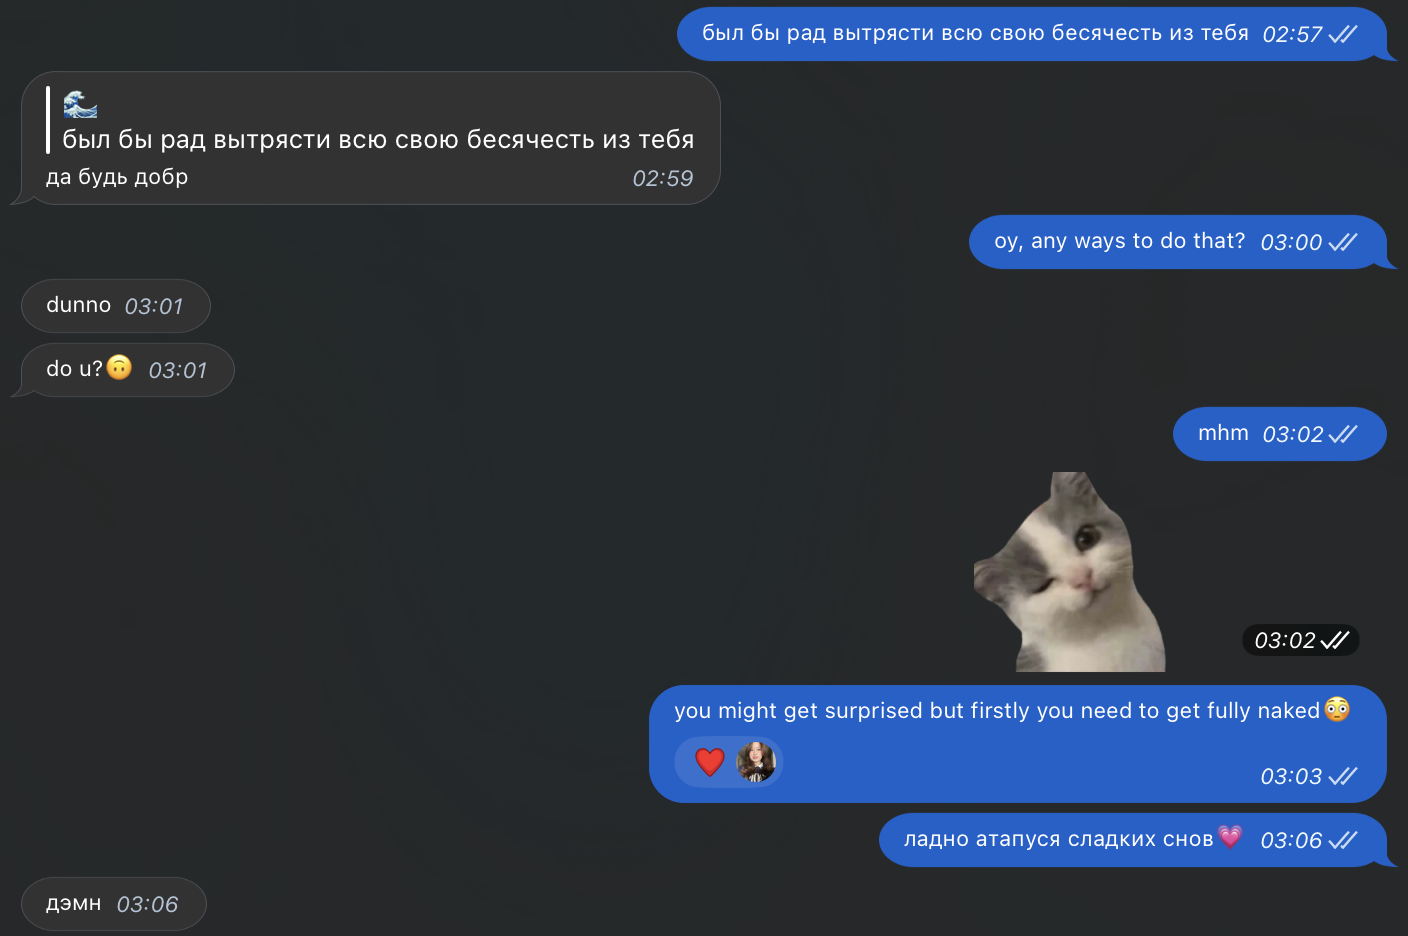 был бы рад вытрясти всю свою бесячесть из тебя 02:57
🌊
был бы рад вытрясти всю свою бесячесть из тебя
да будь добр 02:59
oy, any ways to do that? 03:00
dunno 03:01
do u?🙃 03:01
mhm 03:02
03:02
you might get surprised but firstly you need to get fully naked😳
❤️ 03:03
ладно атапуся сладких снов💗 03:06
дэмн 03:06